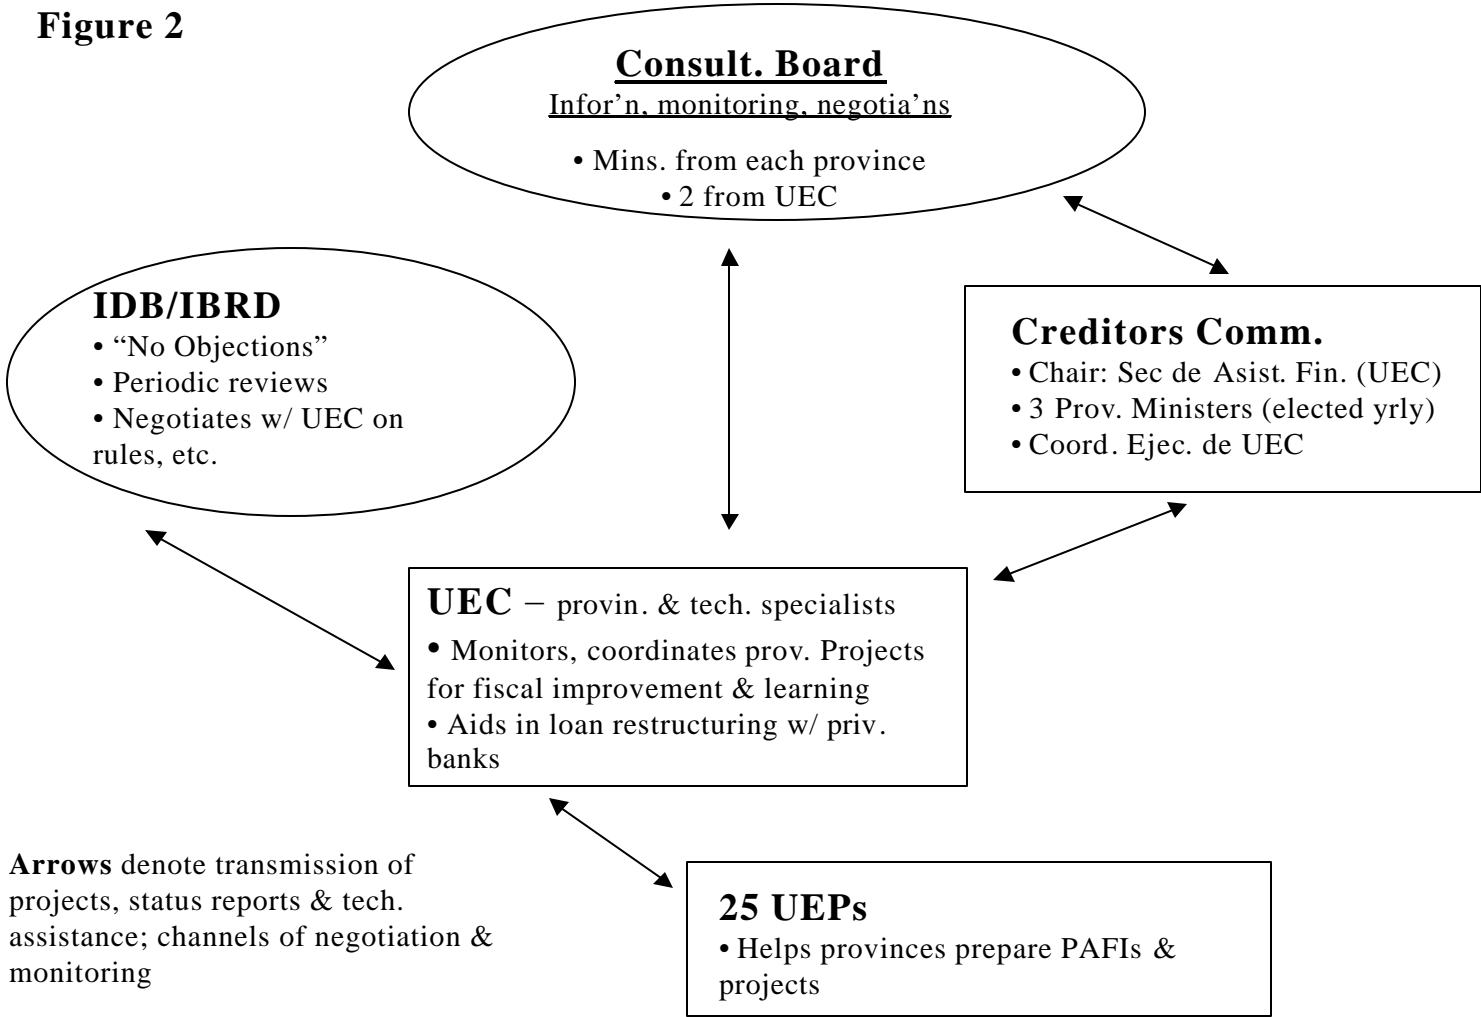 Figure 2
Consult. Board
Infor’n, monitoring, negotia’ns
• Mins. from each province
• 2 from UEC
IDB/IBRD
• “No Objections”
• Periodic reviews
• Negotiates w/ UEC on
rules, etc.
Creditors Comm.
• Chair: Sec de Asist. Fin. (UEC)
• 3 Prov. Ministers (elected yrly)
• Coord. Ejec. de UEC
UEC – provin. & tech. specialists
• Monitors, coordinates prov. Projects
for fiscal improvement & learning
• Aids in loan restructuring w/ priv.
banks
Arrows denote transmission of
projects, status reports & tech.
assistance; channels of negotiation &
monitoring
25 UEPs
• Helps provinces prepare PAFIs &
projects